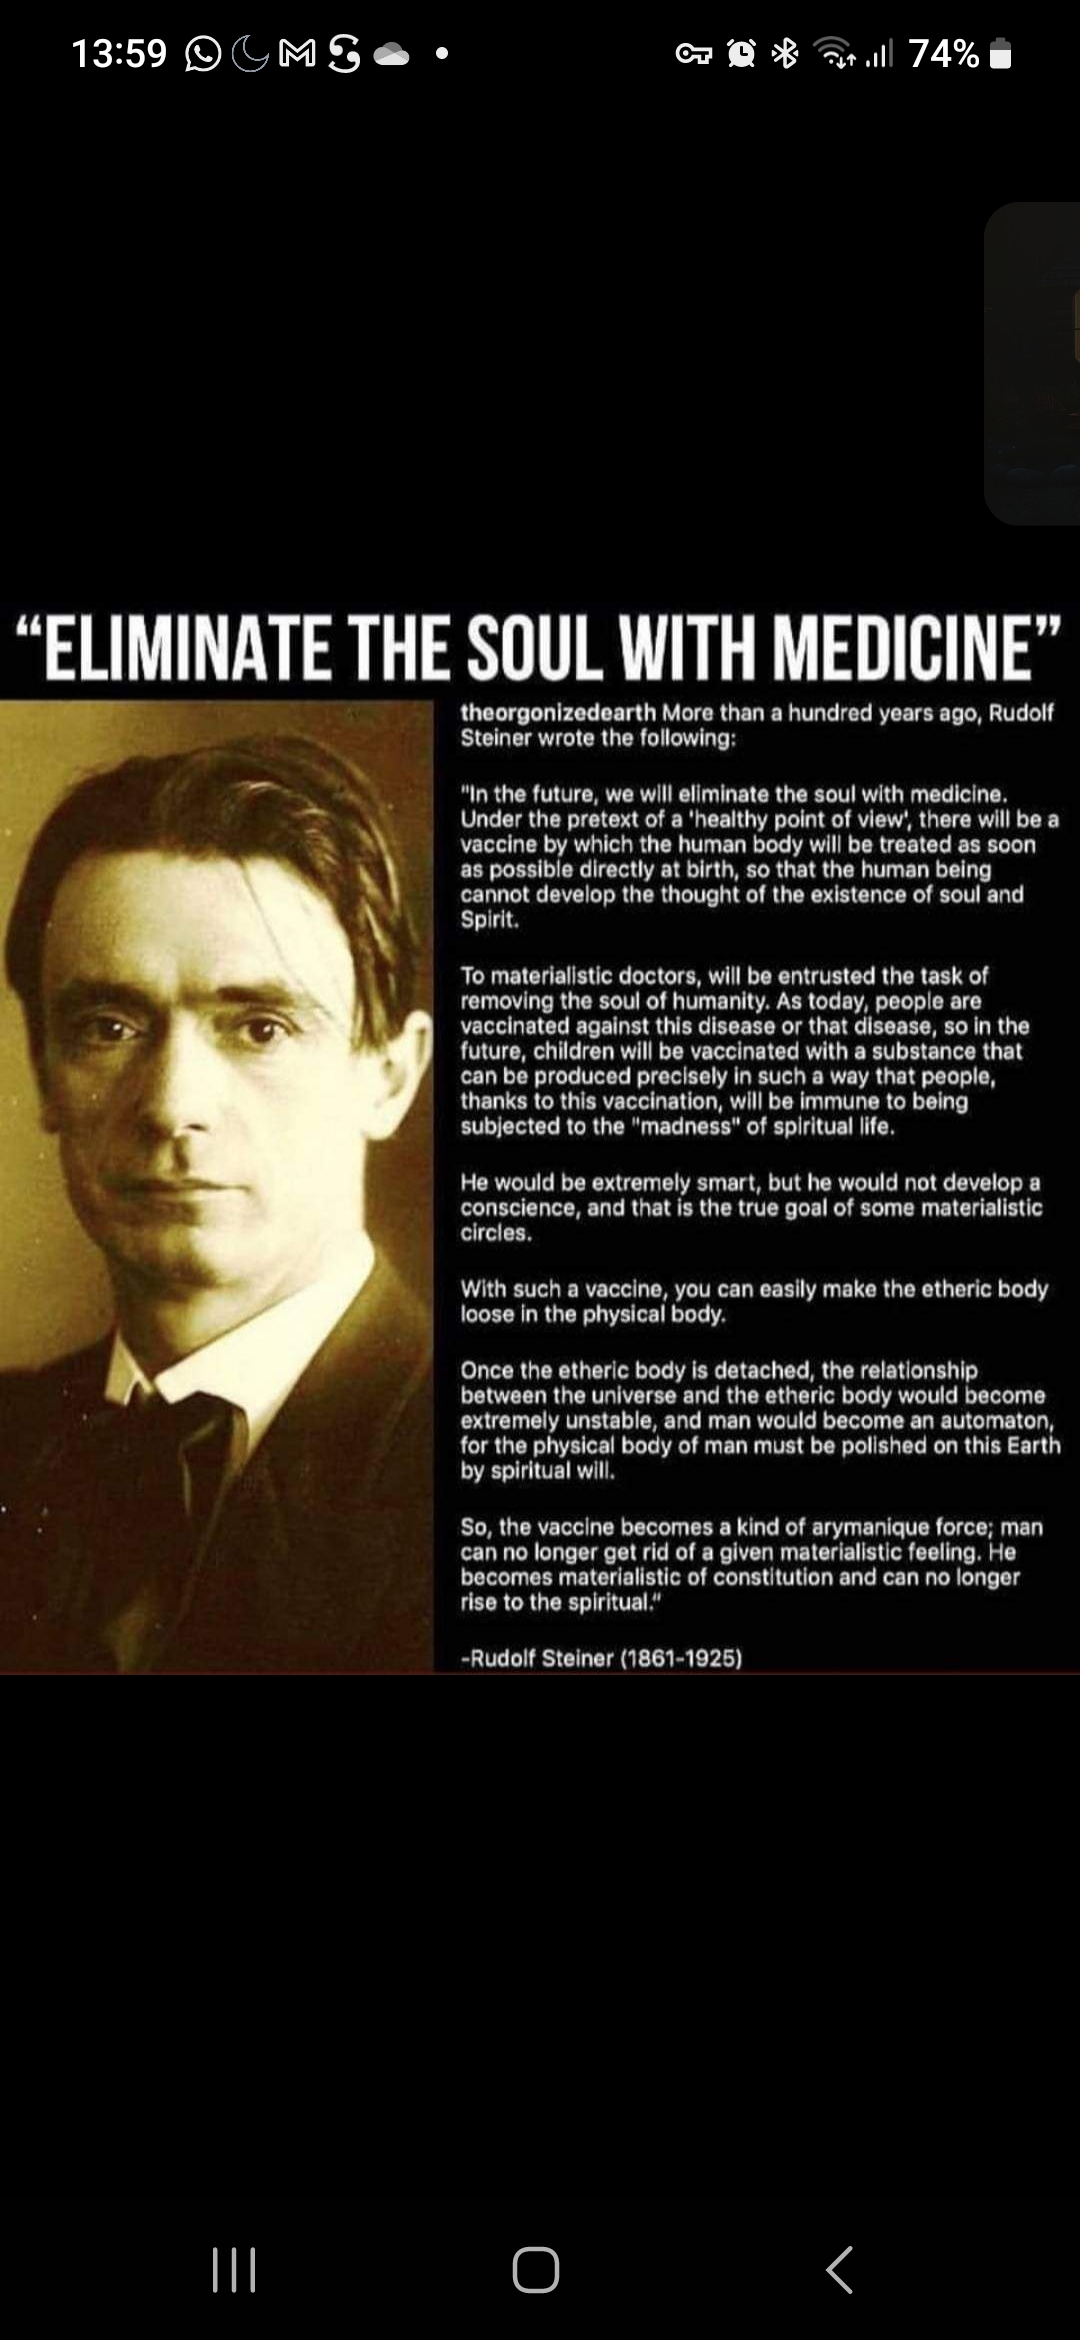 13:59
74%
“ELIMINATE THE SOUL WITH MEDICINE”
theorgonizedearth More than a hundred years ago, Rudolf
Steiner wrote the following:
"In the future, we will eliminate the soul with medicine.
Under the pretext of a 'healthy point of view', there will be a
vaccine by which the human body will be treated as soon
as possible directly at birth, so that the human being
cannot develop the thought of the existence of soul and
Spirit.
To materialistic doctors, will be entrusted the task of
removing the soul of humanity. As today, people are
vaccinated against this disease or that disease, so in the
future, children will be vaccinated with a substance that
can be produced precisely in such a way that people,
thanks to this vaccination, will be immune to being
subjected to the "madness" of spiritual life.
He would be extremely smart, but he would not develop a
conscience, and that is the true goal of some materialistic
circles.
With such a vaccine, you can easily make the etheric body
loose in the physical body.
Once the etheric body is detached, the relationship
between the universe and the etheric body would become
extremely unstable, and man would become an automaton,
for the physical body of man must be polished on this Earth
by spiritual will.
So, the vaccine becomes a kind of arymanique force; man
can no longer get rid of a given materialistic feeling. He
becomes materialistic of constitution and can no longer
rise to the spiritual."
-Rudolf Steiner (1861-1925)